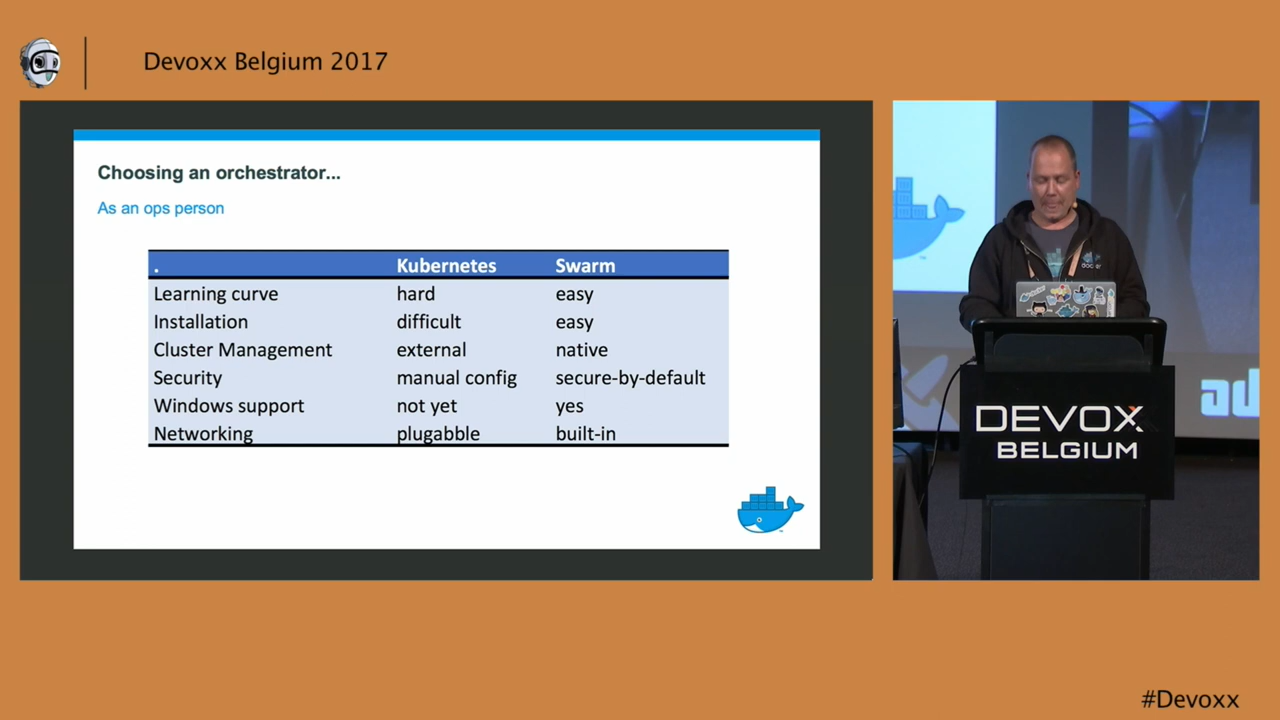 Devoxx Belgium 2017
Choosing an orchestrator...
As an ops person
. Kubernetes Swarm
Learning curve hard easy
Installation difficult easy
Cluster Management external native
Security manual config secure-by-default
Windows support not yet yes
Networking plugabble built-in
ad
DEVOXX
BELGIUM
#Devoxx